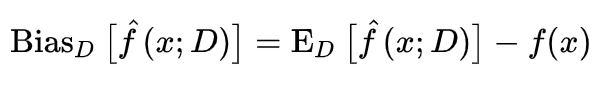 Bias_D [f̂ (x; D)] = E_D [f̂ (x; D)] − f(x)